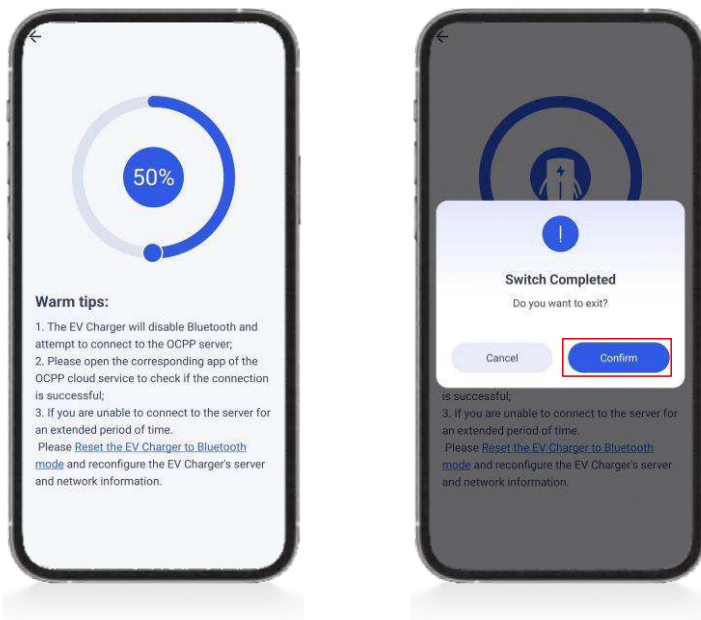 50%
Warm tips:
1. The EV Charger will disable Bluetooth and
attempt to connect to the OCPP server;
2. Please open the corresponding app of the
OCPP cloud service to check if the connection
is successful;
3. If you are unable to connect to the server for
an extended period of time.
Please Reset the EV Charger to Bluetooth
mode and reconfigure the EV Charger's server
and network information.
Switch Completed
Do you want to exit?
Cancel
Confirm
is successful;
3. If you are unable to connect to the server for
an extended period of time.
Please Reset the EV Charger to Bluetooth
mode and reconfigure the EV Charger's server
and network information.